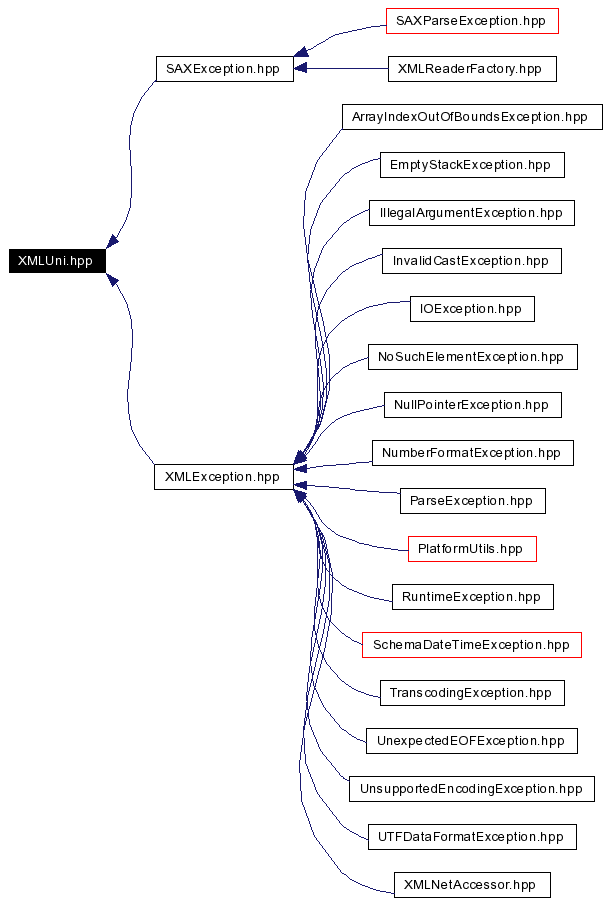 SAXParseException.hpp
SAXException.hpp
XMLReaderFactory.hpp
ArrayIndexOutOfBoundsException.hpp
EmptyStackException.hpp
IllegalArgumentException.hpp
XMLUni.hpp
InvalidCastException.hpp
IOException.hpp
NoSuchElementException.hpp
NullPointerException.hpp
NumberFormatException.hpp
XMLException.hpp
ParseException.hpp
PlatformUtils.hpp
RuntimeException.hpp
SchemaDateTimeException.hpp
TranscodingException.hpp
UnexpectedEOFException.hpp
UnsupportedEncodingException.hpp
UTFDataFormatException.hpp
XMLNetAccessor.hpp